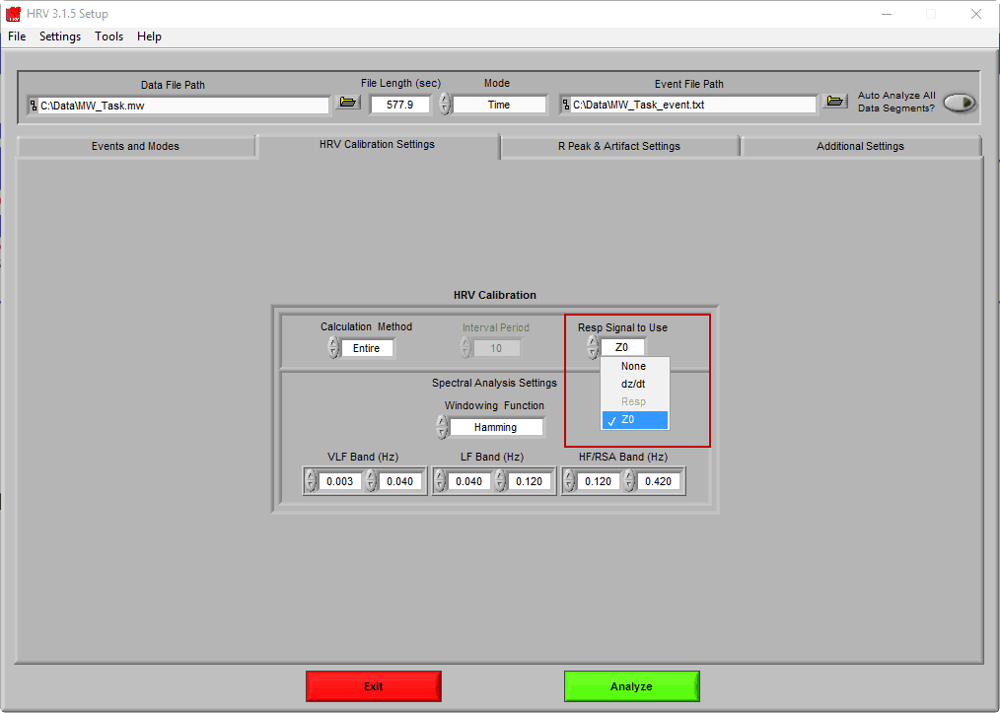 HRV 3.1.5 Setup
File Settings Tools Help
Data File Path File Length (sec) Mode Event File Path
C:\Data\MW_Task.mw 577.9 Time C:\Data\MW_Task_event.txt Auto Analyze All
Data Segments?
Events and Modes HRV Calibration Settings R Peak & Artifact Settings Additional Settings
HRV Calibration
Calculation Method Interval Period Resp Signal to Use
Entire 10 Z0
None
dz/dt
Resp
✓ Z0
Spectral Analysis Settings
Windowing Function
Hamming
VLF Band (Hz) LF Band (Hz) HF/RSA Band (Hz)
0.003 0.040 0.040 0.120 0.120 0.420
Exit Analyze